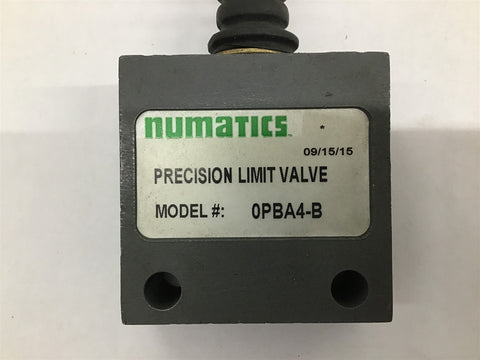 numatics
*
09/15/15
PRECISION LIMIT VALVE
MODEL #: 0PBA4-B